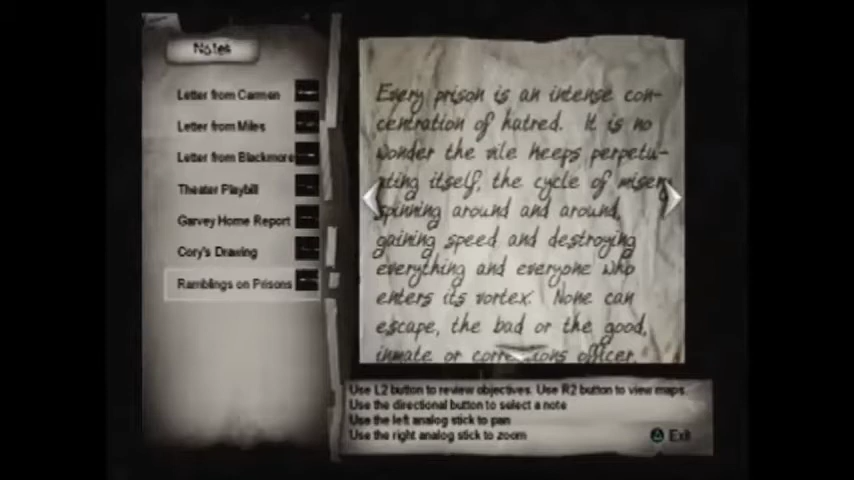 Notes
Letter from Carmen
Letter from Miles
Letter from Blackmore
Theater Playbill
Garvey Home Report
Cory's Drawing
Ramblings on Prisons
Every prison is an intense con-
centration of hatred. It is no
wonder the vile keeps perpetu-
ating itself, the cycle of misery
spinning around and around,
gaining speed and destroying
everything and everyone who
enters its vortex. None can
escape, the bad or the good,
inmate or corrections officer.
Use L2 button to review objectives. Use R2 button to view maps.
Use the directional button to select a note
Use the left analog stick to pan
Use the right analog stick to zoom
Exit